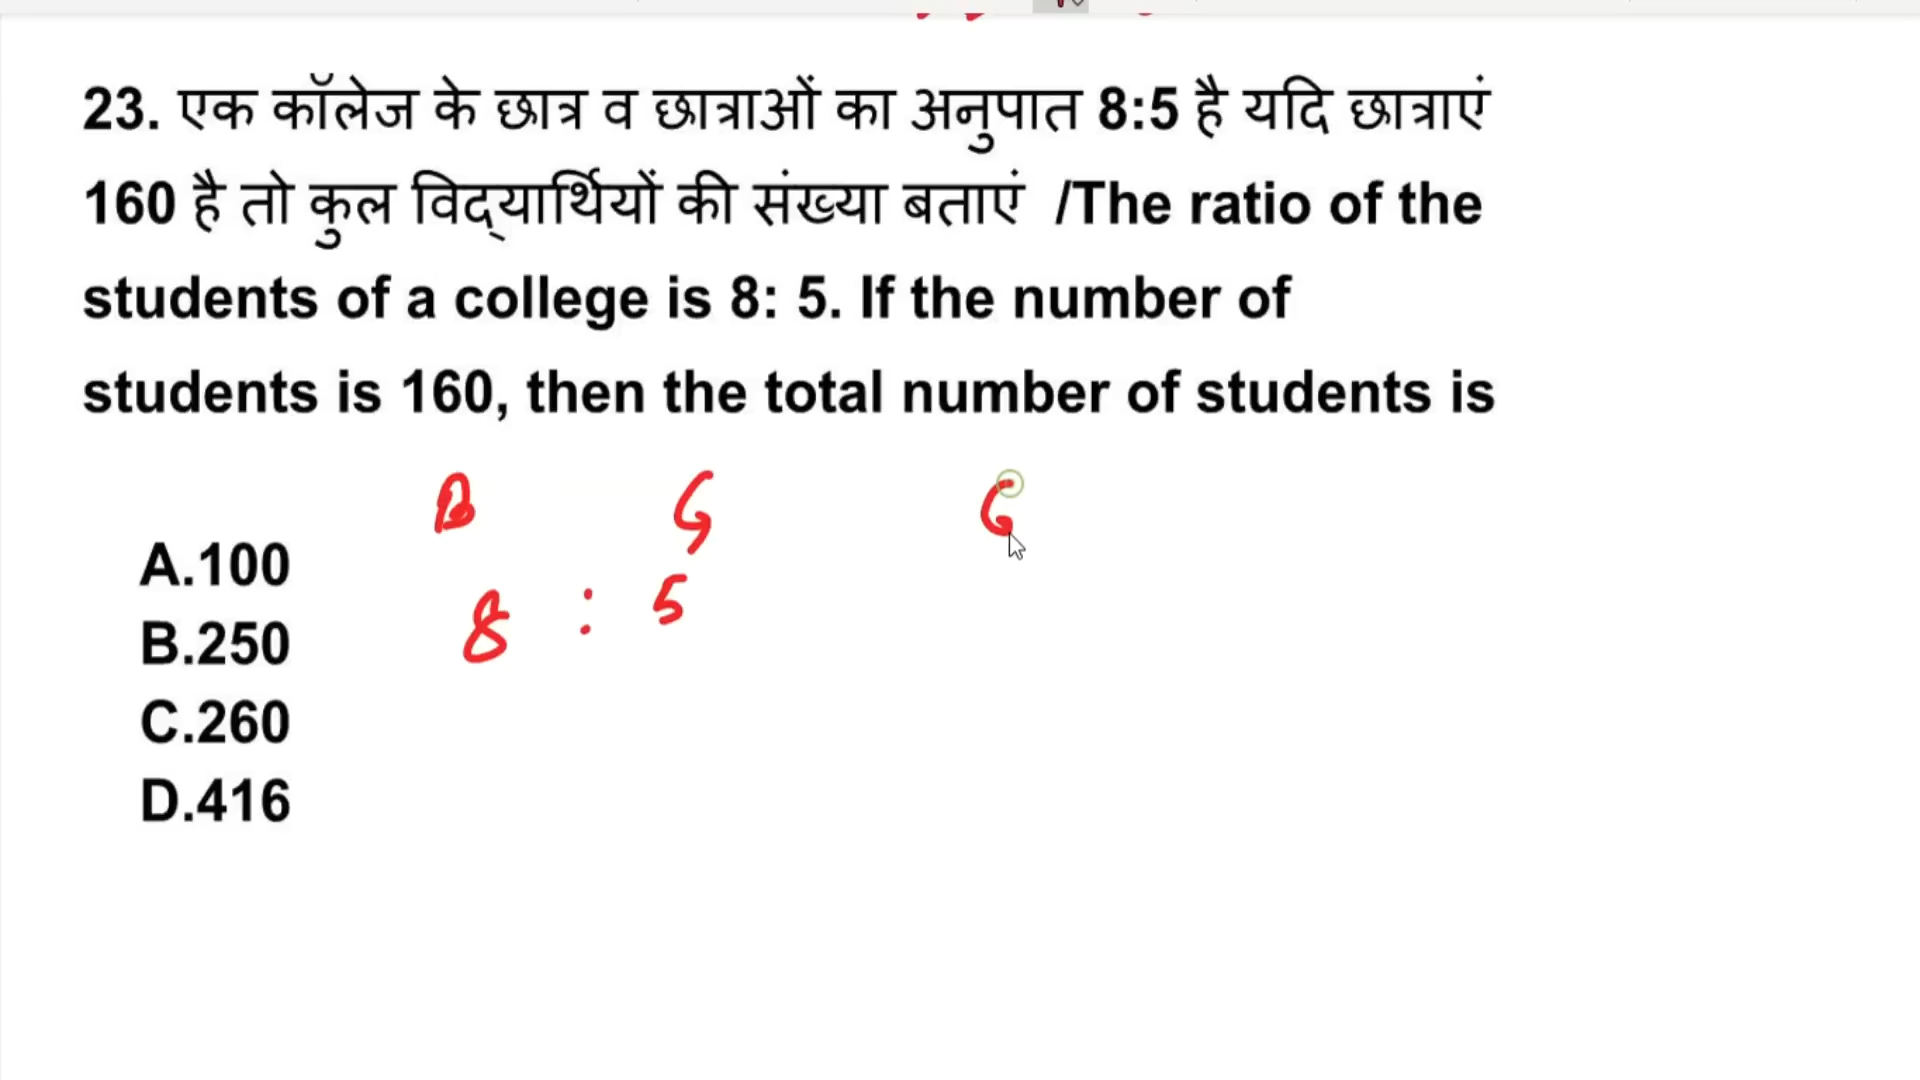 23. एक कॉलेज के छात्र व छात्राओं का अनुपात 8:5 है यदि छात्राएं
160 है तो कुल विद्यार्थियों की संख्या बताएं /The ratio of the
students of a college is 8: 5. If the number of
students is 160, then the total number of students is
B G G
A.100
8 : 5
B.250
C.260
D.416